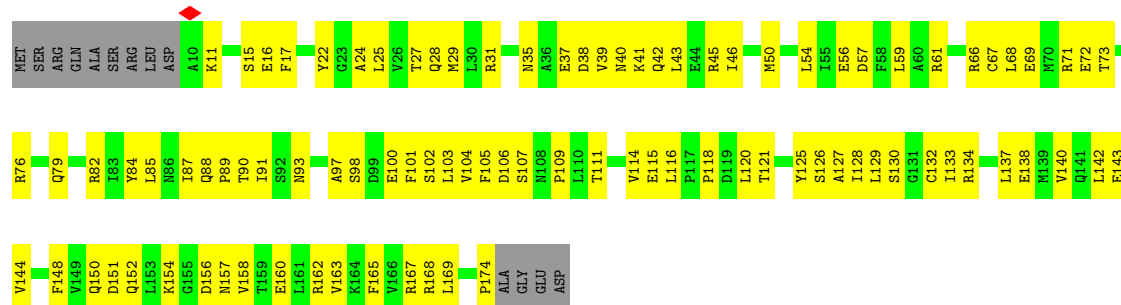 MET SER ARG GLN ALA SER ARG LEU ASP A10 K11 S15 E16 F17 Y22 G23 A24 L25 V26 T27 Q28 M29 L30 R31 N35 A36 E37 D38 V39 N40 K41 Q42 L43 E44 R45 I46 M50 L54 I55 E56 D57 F58 L59 A60 R61 R66 C67 L68 E69 M70 R71 E72 T73
R76 Q79 R82 I83 Y84 L85 N86 I87 Q88 P89 T90 I91 S92 N93 A97 S98 D99 E100 F101 S102 L103 V104 F105 D106 S107 N108 P109 L110 T111 V114 E115 L116 P117 P118 D119 L120 T121 Y125 S126 A127 I128 L129 S130 G131 C132 I133 R134 L137 E138 M139 V140 Q141 L142 E143
V144 F148 V149 Q150 D151 Q152 L153 K154 G155 D156 N157 V158 T159 E160 L161 R162 V163 K164 F165 V166 R167 R168 L169 P174 ALA GLY GLU ASP